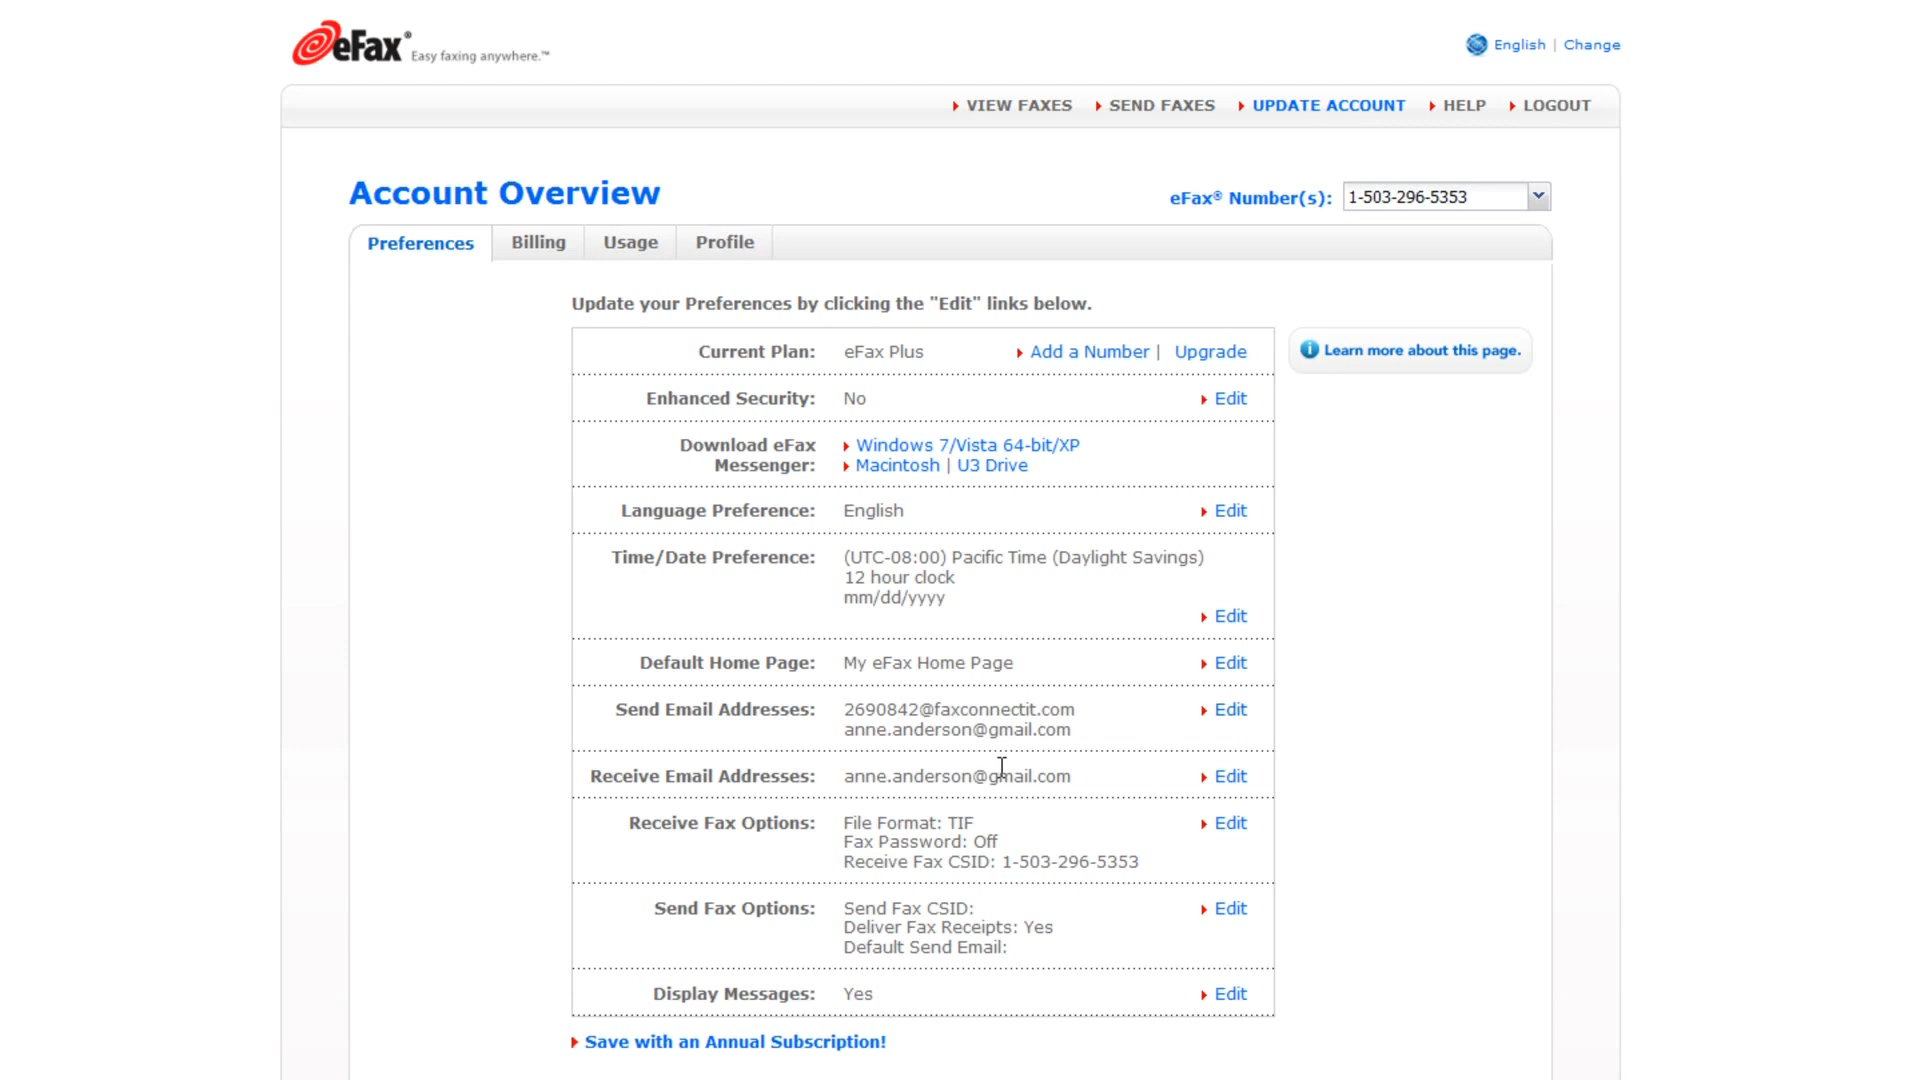 eFax® Easy faxing anywhere.™
English | Change
VIEW FAXES SEND FAXES UPDATE ACCOUNT HELP LOGOUT
Account Overview
eFax® Number(s): 1-503-296-5353
Preferences Billing Usage Profile
Update your Preferences by clicking the "Edit" links below.
Current Plan: eFax Plus Add a Number | Upgrade
Learn more about this page.
Enhanced Security: No Edit
Download eFax Windows 7/Vista 64-bit/XP
Messenger: Macintosh | U3 Drive
Language Preference: English Edit
Time/Date Preference: (UTC-08:00) Pacific Time (Daylight Savings)
12 hour clock
mm/dd/yyyy
Edit
Default Home Page: My eFax Home Page Edit
Send Email Addresses: 2690842@faxconnectit.com Edit
anne.anderson@gmail.com
Receive Email Addresses: anne.anderson@gmail.com Edit
Receive Fax Options: File Format: TIF Edit
Fax Password: Off
Receive Fax CSID: 1-503-296-5353
Send Fax Options: Send Fax CSID: Edit
Deliver Fax Receipts: Yes
Default Send Email:
Display Messages: Yes Edit
Save with an Annual Subscription!